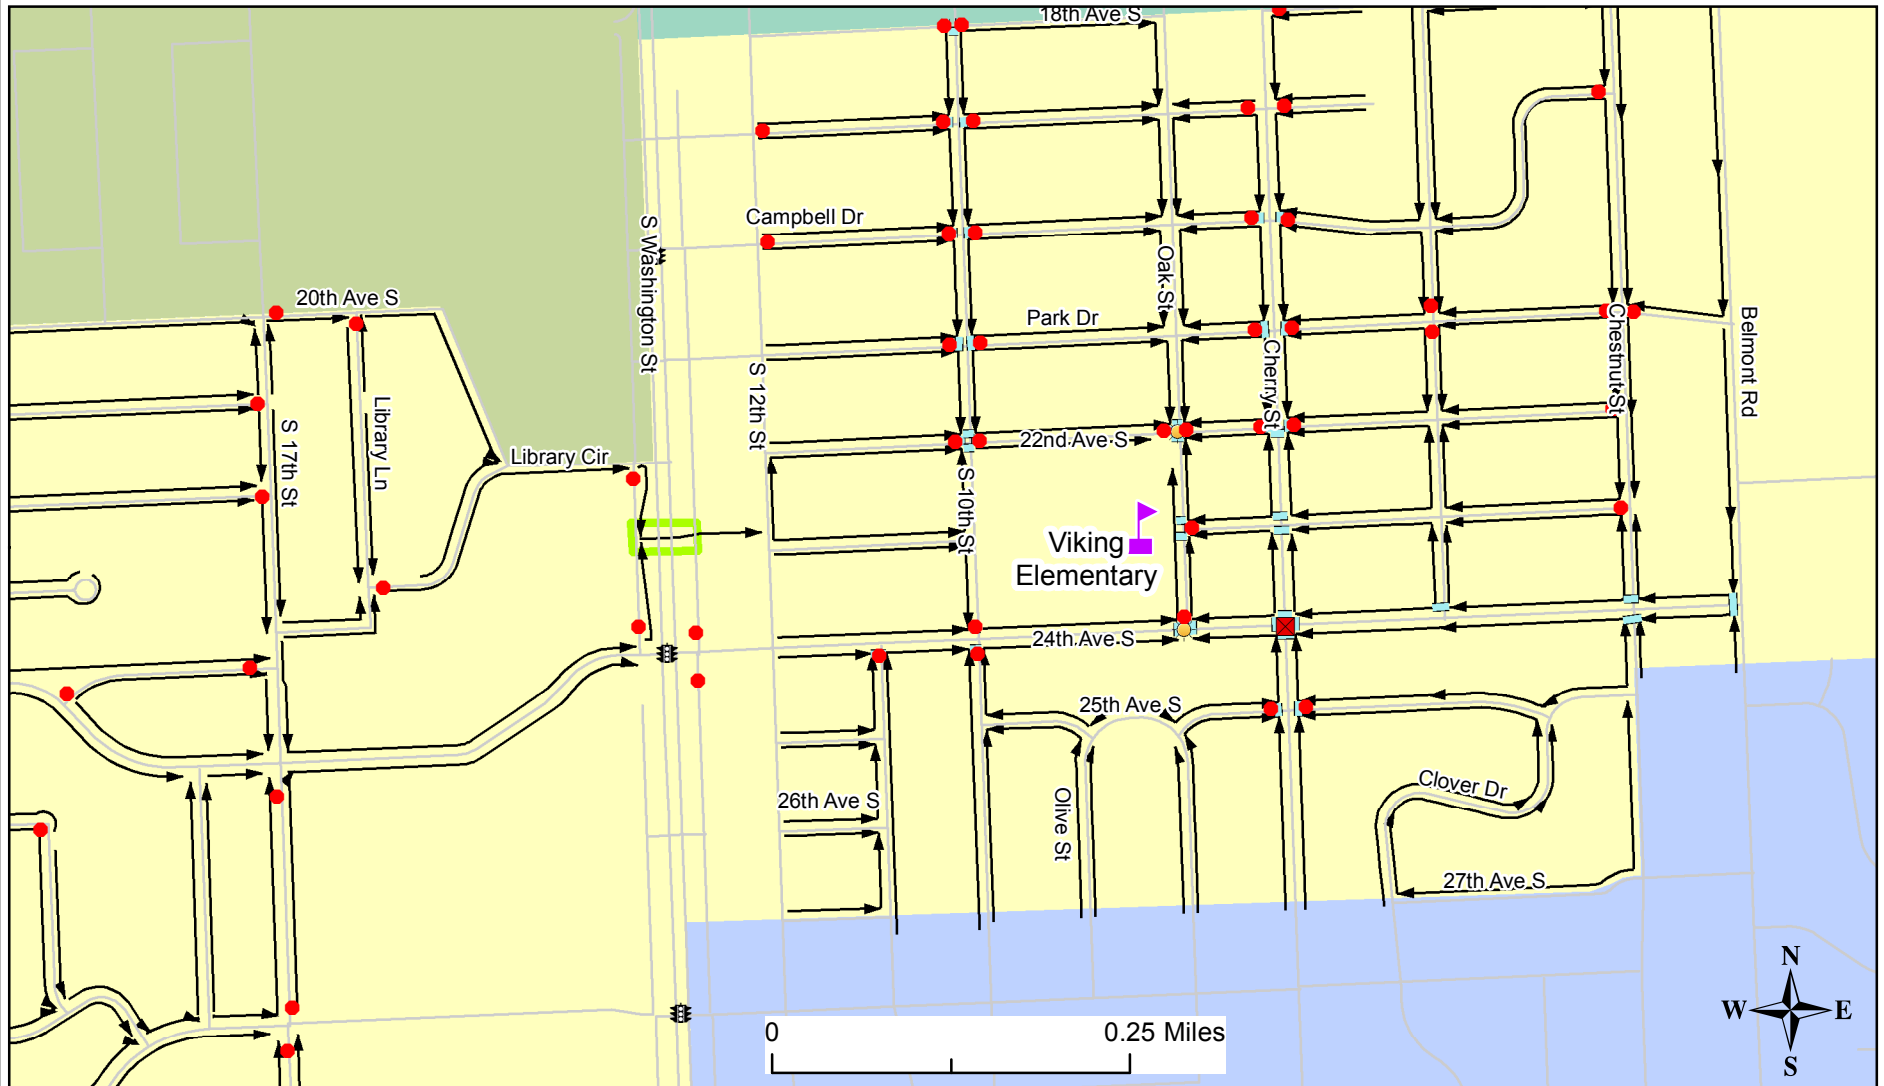 18th Ave S
Campbell Dr
S Washington St
Oak St
20th Ave S
Park Dr
Chestnut St
Belmont Rd
Cherry St
S 12th St
Library Ln
S 17th St
22nd Ave S
Library Cir
S 10th St
Viking
Elementary
24th Ave S
25th Ave S
Clover Dr
26th Ave S
Olive St
27th Ave S
N
W
E
S
0
0.25 Miles